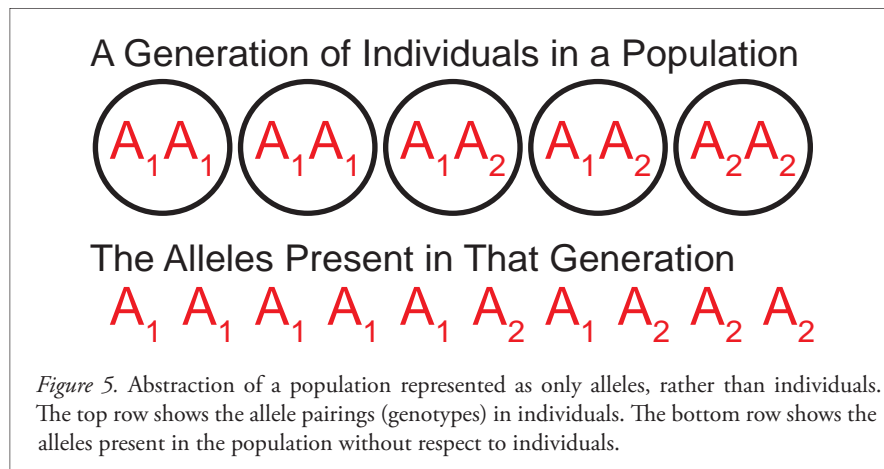 A Generation of Individuals in a Population
A₁A₁ A₁A₁ A₁A₂ A₁A₂ A₂A₂
The Alleles Present in That Generation
A₁ A₁ A₁ A₁ A₁ A₂ A₁ A₂ A₂ A₂
Figure 5. Abstraction of a population represented as only alleles, rather than individuals.
The top row shows the allele pairings (genotypes) in individuals. The bottom row shows the
alleles present in the population without respect to individuals.